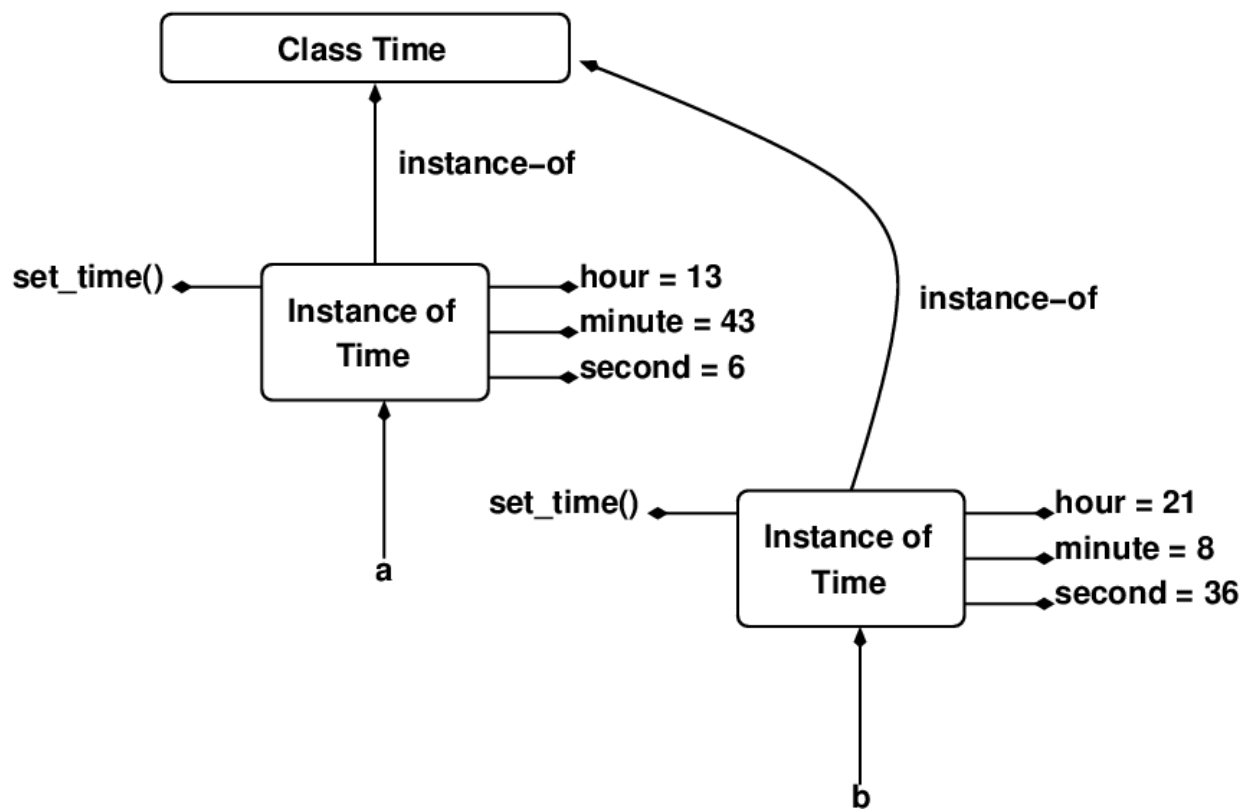 Class Time
instance–of
set_time()
Instance of
Time
hour = 13
minute = 43
second = 6
a
instance–of
set_time()
Instance of
Time
hour = 21
minute = 8
second = 36
b